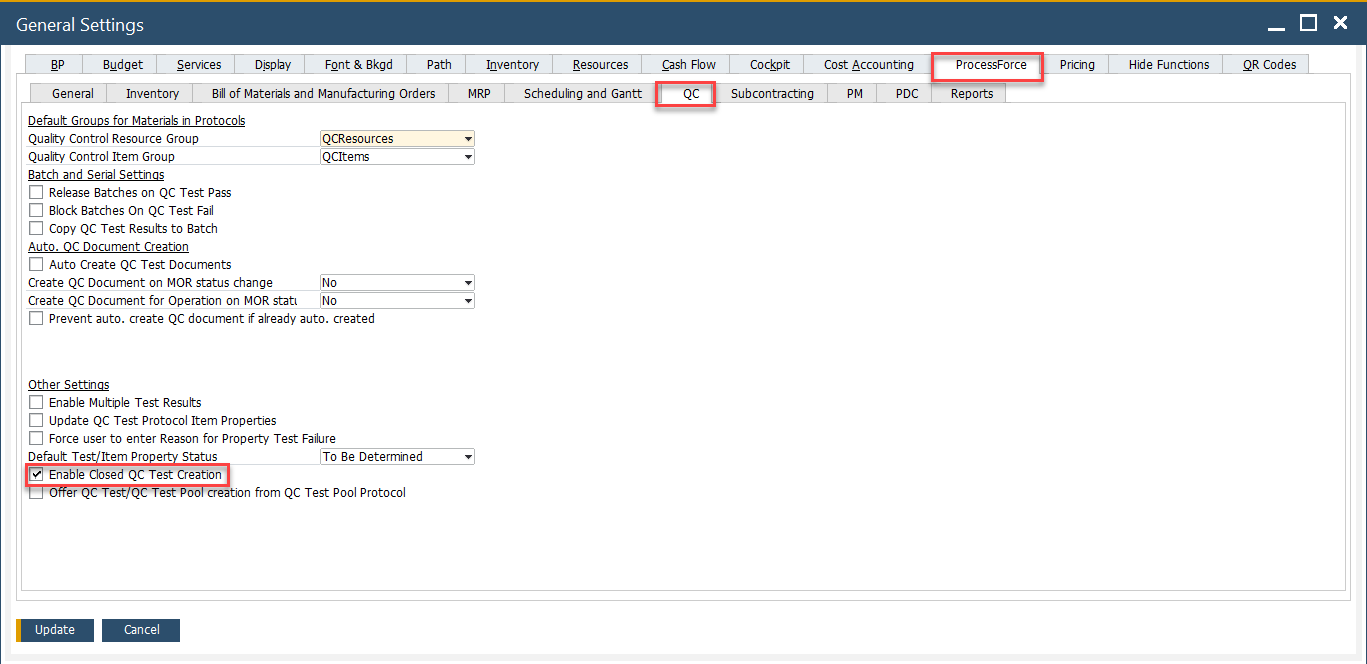 General Settings
BP Budget Services Display Font & Bkgd Path Inventory Resources Cash Flow Cockpit Cost Accounting ProcessForce Pricing Hide Functions QR Codes
General Inventory Bill of Materials and Manufacturing Orders MRP Scheduling and Gantt QC Subcontracting PM PDC Reports
Default Groups for Materials in Protocols
Quality Control Resource Group QCResources
Quality Control Item Group QCItems
Batch and Serial Settings
Release Batches on QC Test Pass
Block Batches On QC Test Fail
Copy QC Test Results to Batch
Auto. QC Document Creation
Auto Create QC Test Documents
Create QC Document on MOR status change No
Create QC Document for Operation on MOR statu No
Prevent auto. create QC document if already auto. created
Other Settings
Enable Multiple Test Results
Update QC Test Protocol Item Properties
Force user to enter Reason for Property Test Failure
Default Test/Item Property Status To Be Determined
Enable Closed QC Test Creation
Offer QC Test/QC Test Pool creation from QC Test Pool Protocol
Update Cancel